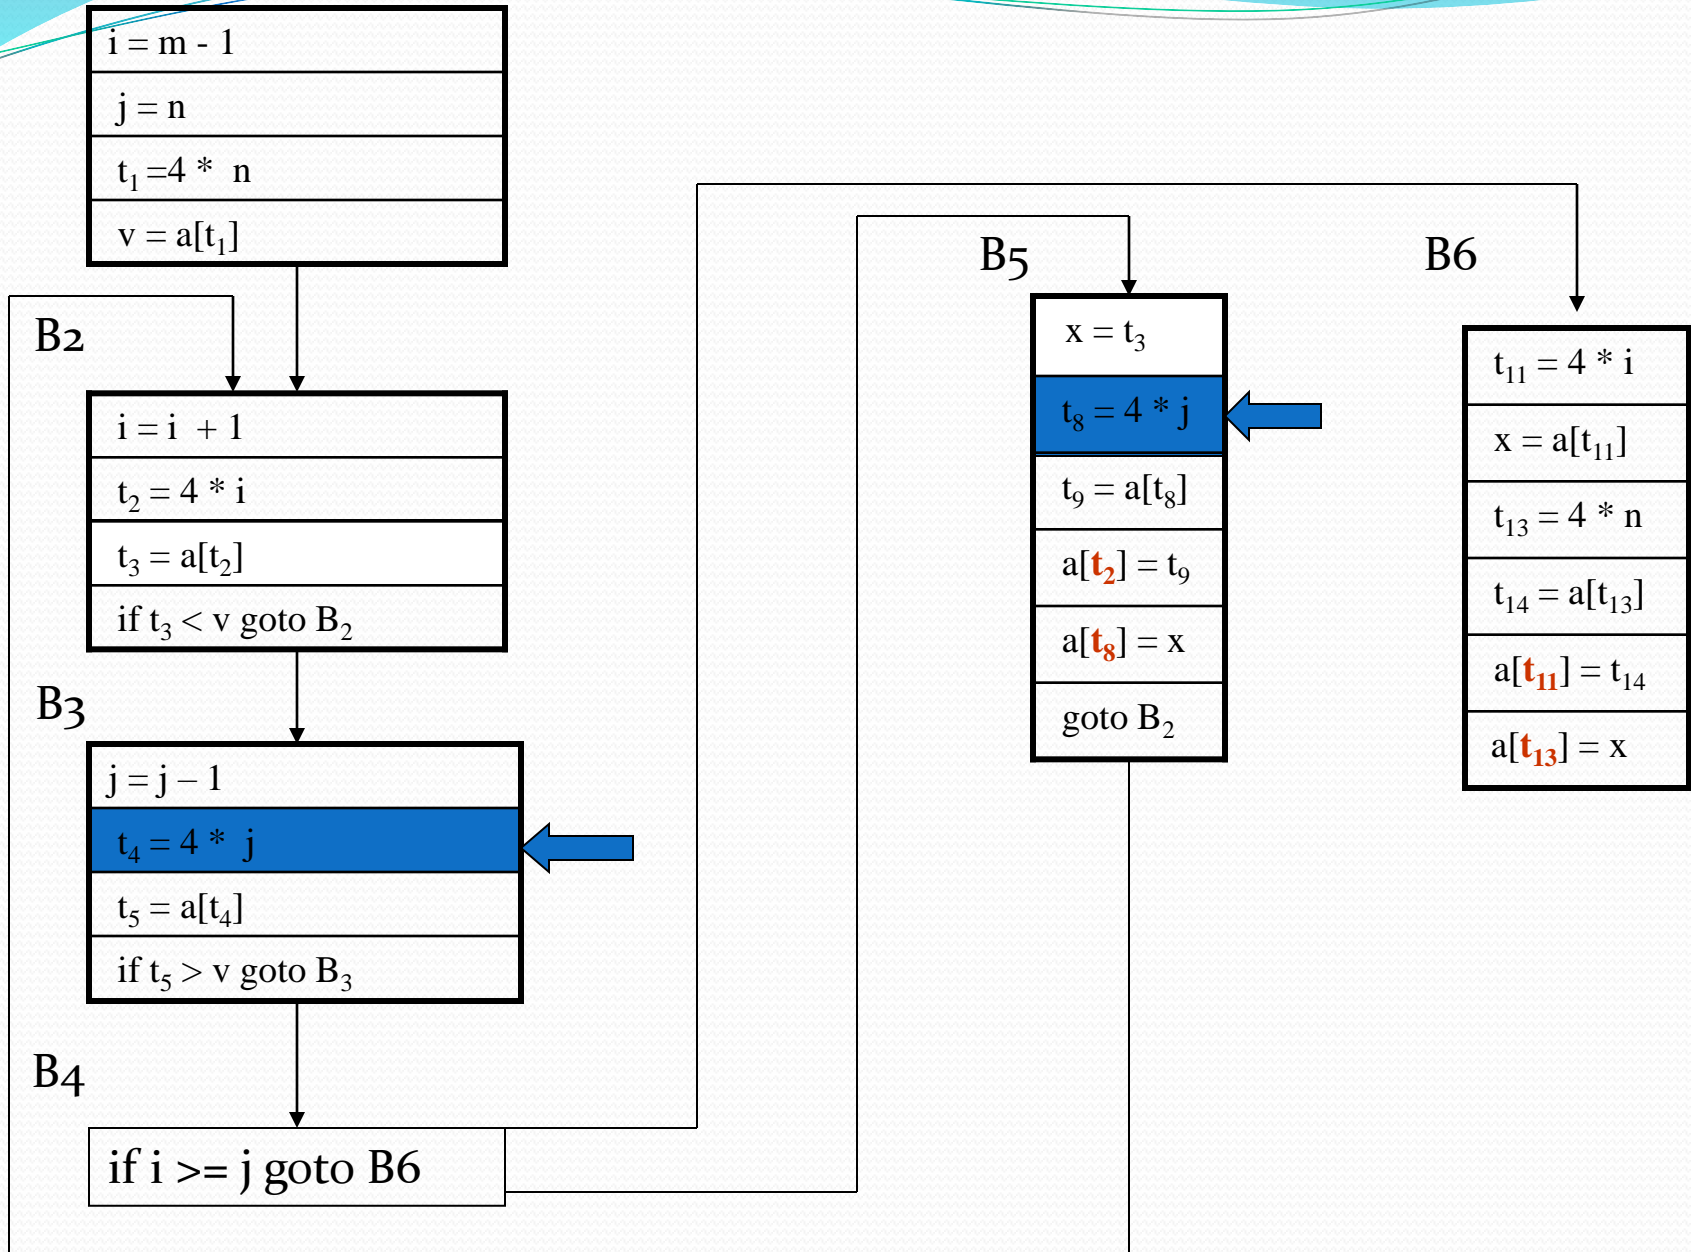 i = m - 1
j = n
t₁ =4 * n
v = a[t₁]
B2
i = i + 1
t₂ = 4 * i
t₃ = a[t₂]
if t₃ < v goto B₂
B3
j = j – 1
t₄ = 4 * j
t₅ = a[t₄]
if t₅ > v goto B₃
B4
if i >= j goto B6
B5
x = t₃
t₈ = 4 * j
t₉ = a[t₈]
a[t₂] = t₉
a[t₈] = x
goto B₂
B6
t₁₁ = 4 * i
x = a[t₁₁]
t₁₃ = 4 * n
t₁₄ = a[t₁₃]
a[t₁₁] = t₁₄
a[t₁₃] = x